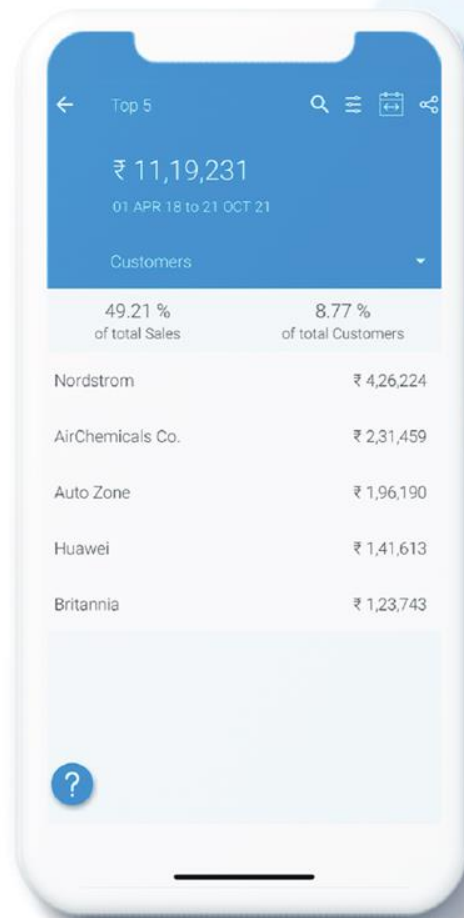 Top 5
₹ 11,19,231
01 APR 18 to 21 OCT 21
Customers
49.21 % 8.77 %
of total Sales of total Customers
Nordstrom ₹ 4,26,224
AirChemicals Co. ₹ 2,31,459
Auto Zone ₹ 1,96,190
Huawei ₹ 1,41,613
Britannia ₹ 1,23,743
?